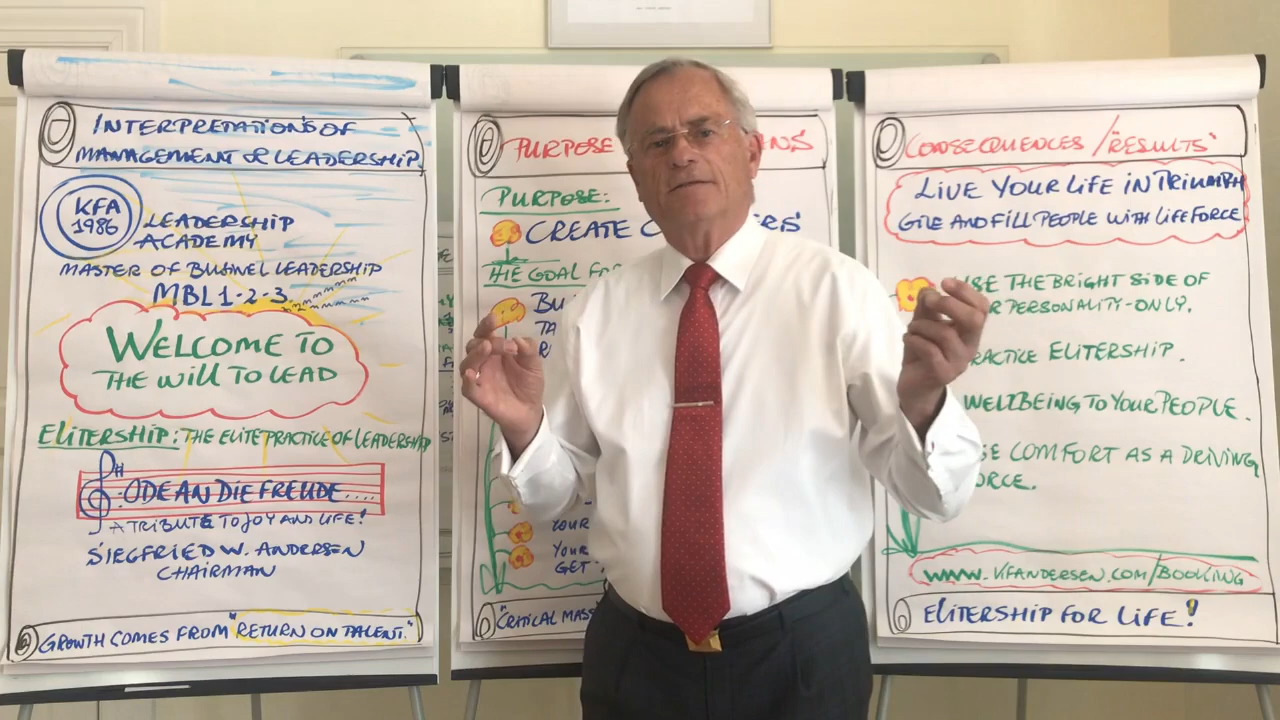 INTERPRETATIONS OF
MANAGEMENT & LEADERSHIP
KFA
1986
LEADERSHIP
ACADEMY
MASTER OF BUSINEL LEADERSHIP
MBL 1-2-3
WELCOME TO
THE WILL TO LEAD
ELITERSHIP: THE ELITE PRACTICE OF LEADERSHIP
ODE AN DIE FREUDE....
A TRIBUTE TO JOY AND LIFE!
SIEGFRIED W. ANDERSEN
CHAIRMAN
GROWTH COMES FROM "RETURN ON TALENT."
PURPOSE
PURPOSE:
CREATE
THE GOAL FOR
YOUR
YOUR
GET
"CRITICAL MASS
CONSEQUENCES / "RESULTS"
LIVE YOUR LIFE IN TRIUMPH
GIVE AND FILL PEOPLE WITH LIFE FORCE
THE BRIGHT SIDE OF
PERSONALITY-ONLY.
ELITERSHIP.
WELLBEING TO YOUR PEOPLE.
COMFORT AS A DRIVING
www.kfandersen.com/BOOKING
ELITERSHIP FOR LIFE!